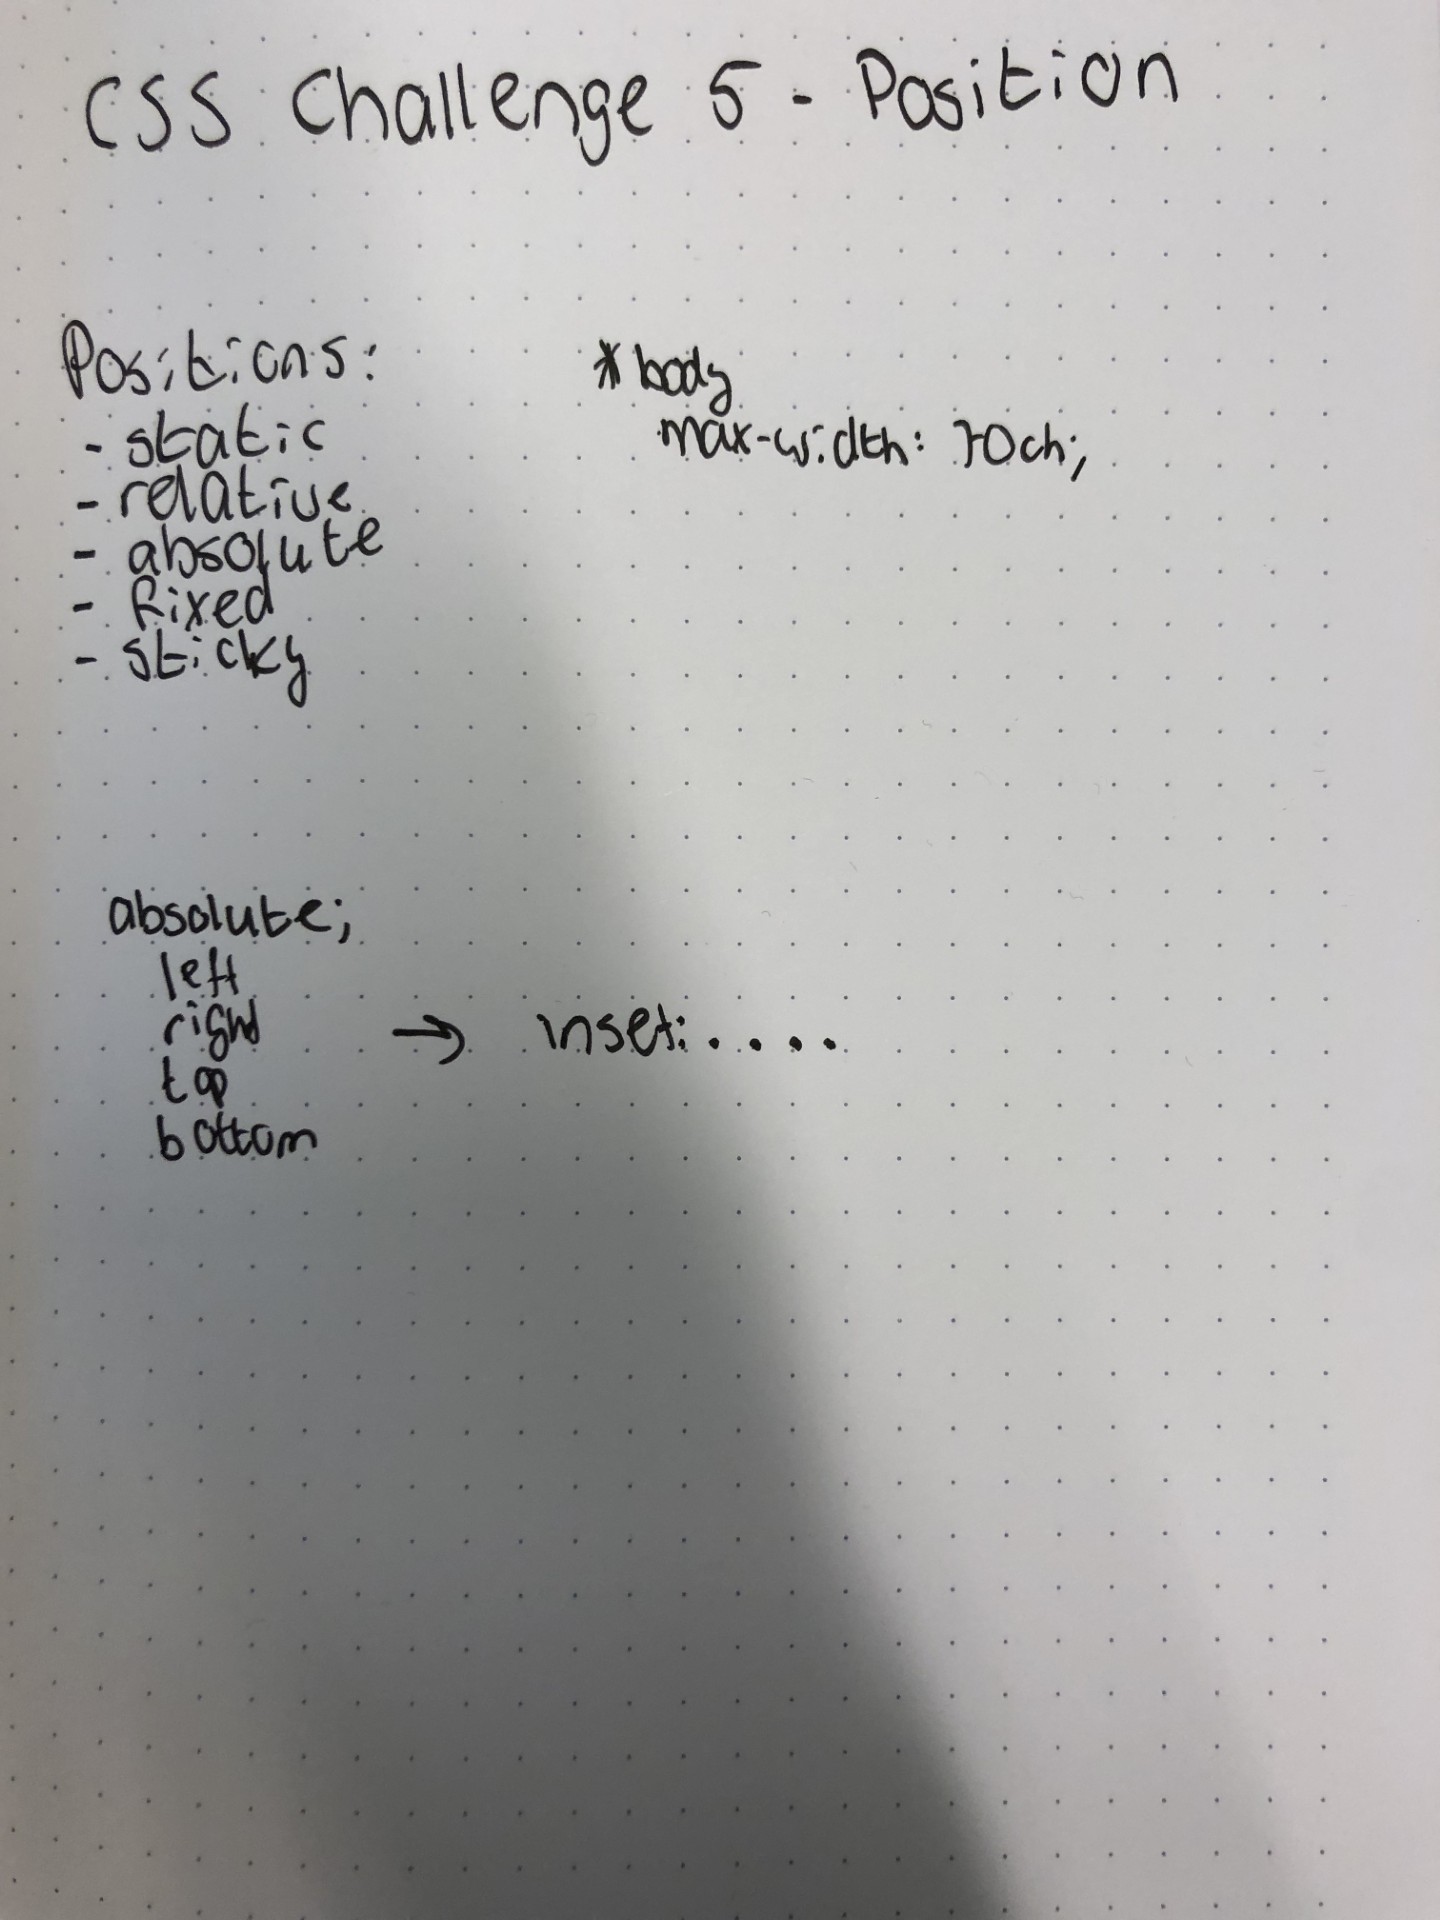 CSS Challenge 5 - Position
Positions:
- static
- relative
- absolute
- fixed
- sticky
* body
max-width: 70ch;
absolute;
left
right
top
bottom
→ inset: . . . .